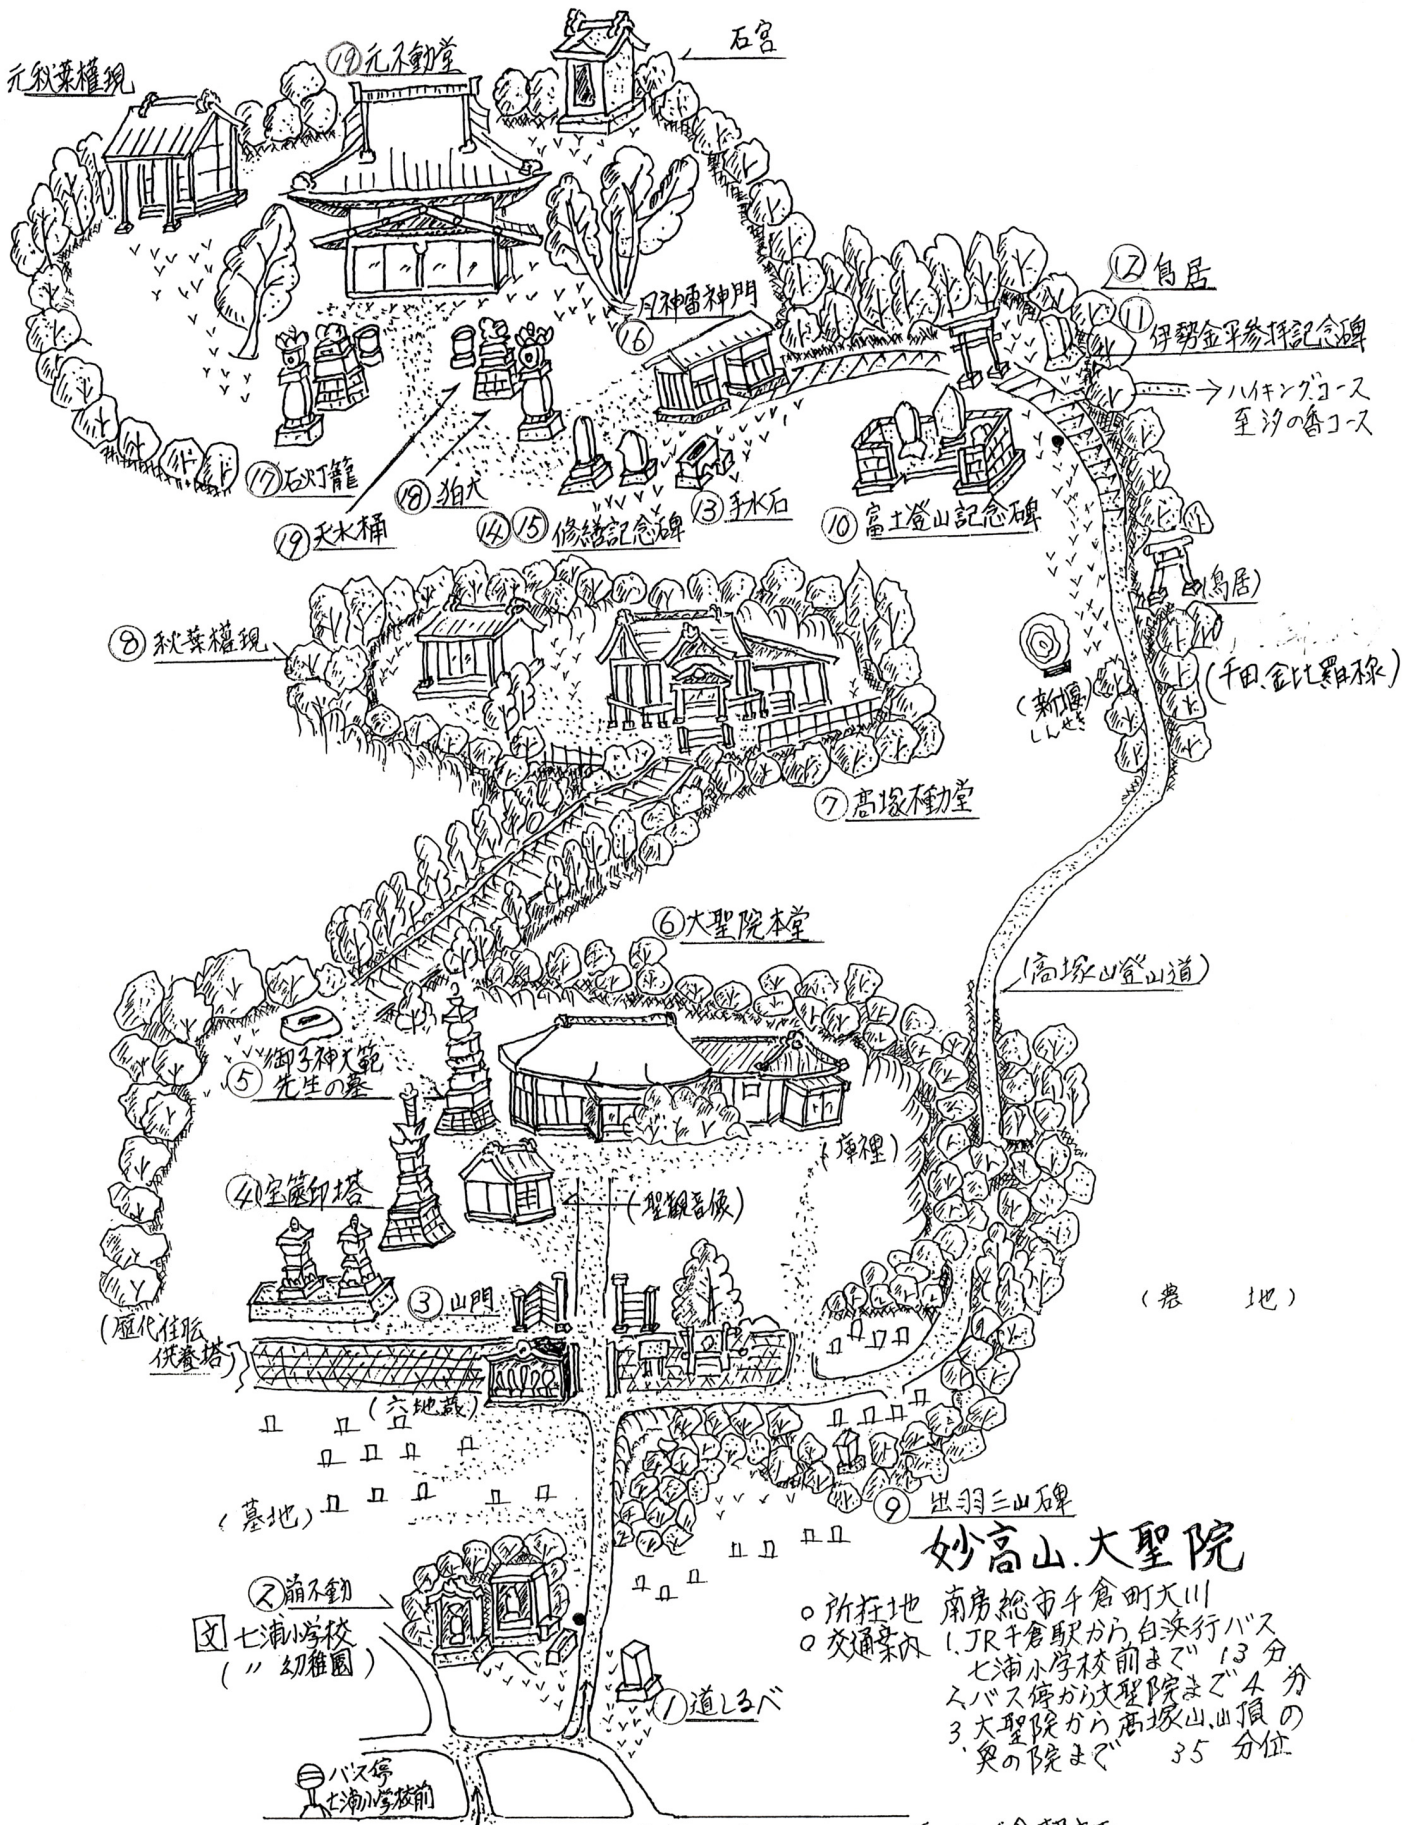 石宮
⑲元不動堂
元秋葉権現
⑫鳥居
⑪伊勢金平参拝記念碑
→ハイキングコース
至汐の香コース
⑯
月神雷神門
⑰石灯籠
⑱狛犬
⑲天水桶
⑭⑮修繕記念碑
⑬手水石
⑩富士登山記念碑
(鳥居)
(千田、金比羅様)
(新堰)
しんせき
⑧秋葉權現
⑦高塚不動堂
⑥大聖院本堂
(高塚山登山道)
⑤御子神大範
先生の墓
(庫裡)
④宝篋印塔
(聖観音像)
③山門
(歴代住職
供養塔)
(六地蔵)
(農 地)
(墓地)
⑨出羽三山碑
妙高山.大聖院
○所在地 南房総市千倉町大川
○交通案内 1.JR千倉駅から白浜行バス
七浦小学校前まで 13分
2.バス停から大聖院まで 4分
3.大聖院から高塚山.山頂の
奥の院まで 35分位
②前不動
文 七浦小学校
(〃 幼稚園)
①道しるべ
バス停
七浦小学校前